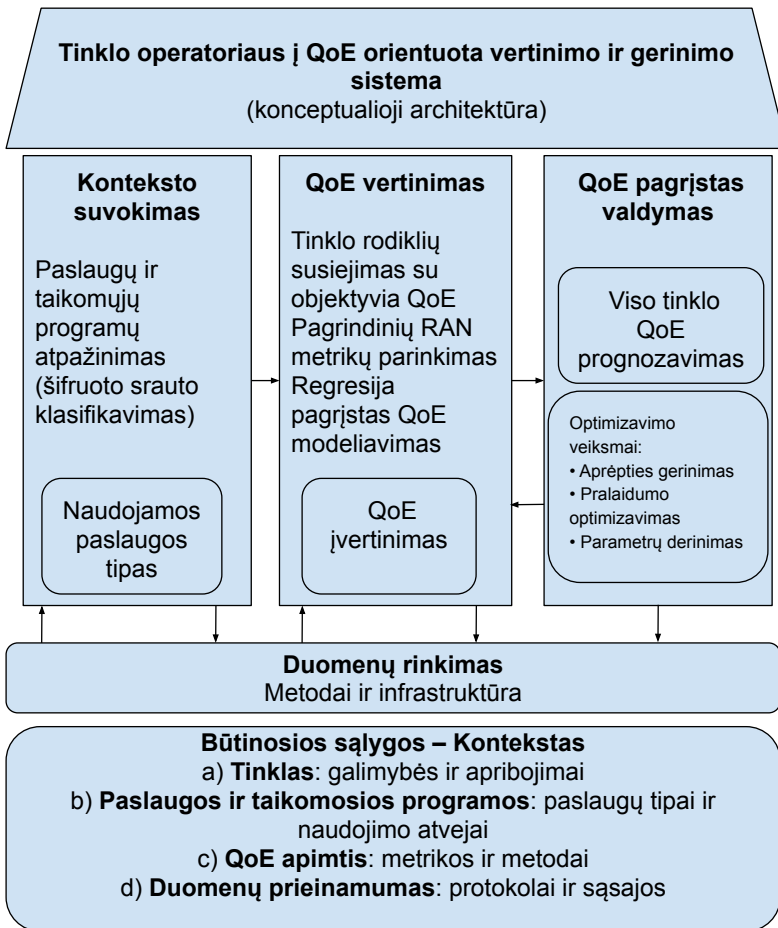 Tinklo operatoriaus į QoE orientuota vertinimo ir gerinimo
sistema
(konceptualioji architektūra)
Konteksto
suvokimas
Paslaugų ir
taikomųjų
programų
atpažinimas
(šifruoto srauto
klasifikavimas)
Naudojamos
paslaugos
tipas
QoE vertinimas
Tinklo rodiklių
susiejimas su
objektyvia QoE
Pagrindinių RAN
metrikų parinkimas
Regresija
pagrįstas QoE
modeliavimas
QoE
įvertinimas
QoE pagrįstas
valdymas
Viso tinklo
QoE
prognozavimas
Optimizavimo
veiksmai:
• Aprėpties gerinimas
• Pralaidumo
optimizavimas
• Parametrų derinimas
Duomenų rinkimas
Metodai ir infrastruktūra
Būtinosios sąlygos – Kontekstas
a) Tinklas: galimybės ir apribojimai
b) Paslaugos ir taikomosios programos: paslaugų tipai ir
naudojimo atvejai
c) QoE apimtis: metrikos ir metodai
d) Duomenų prieinamumas: protokolai ir sąsajos